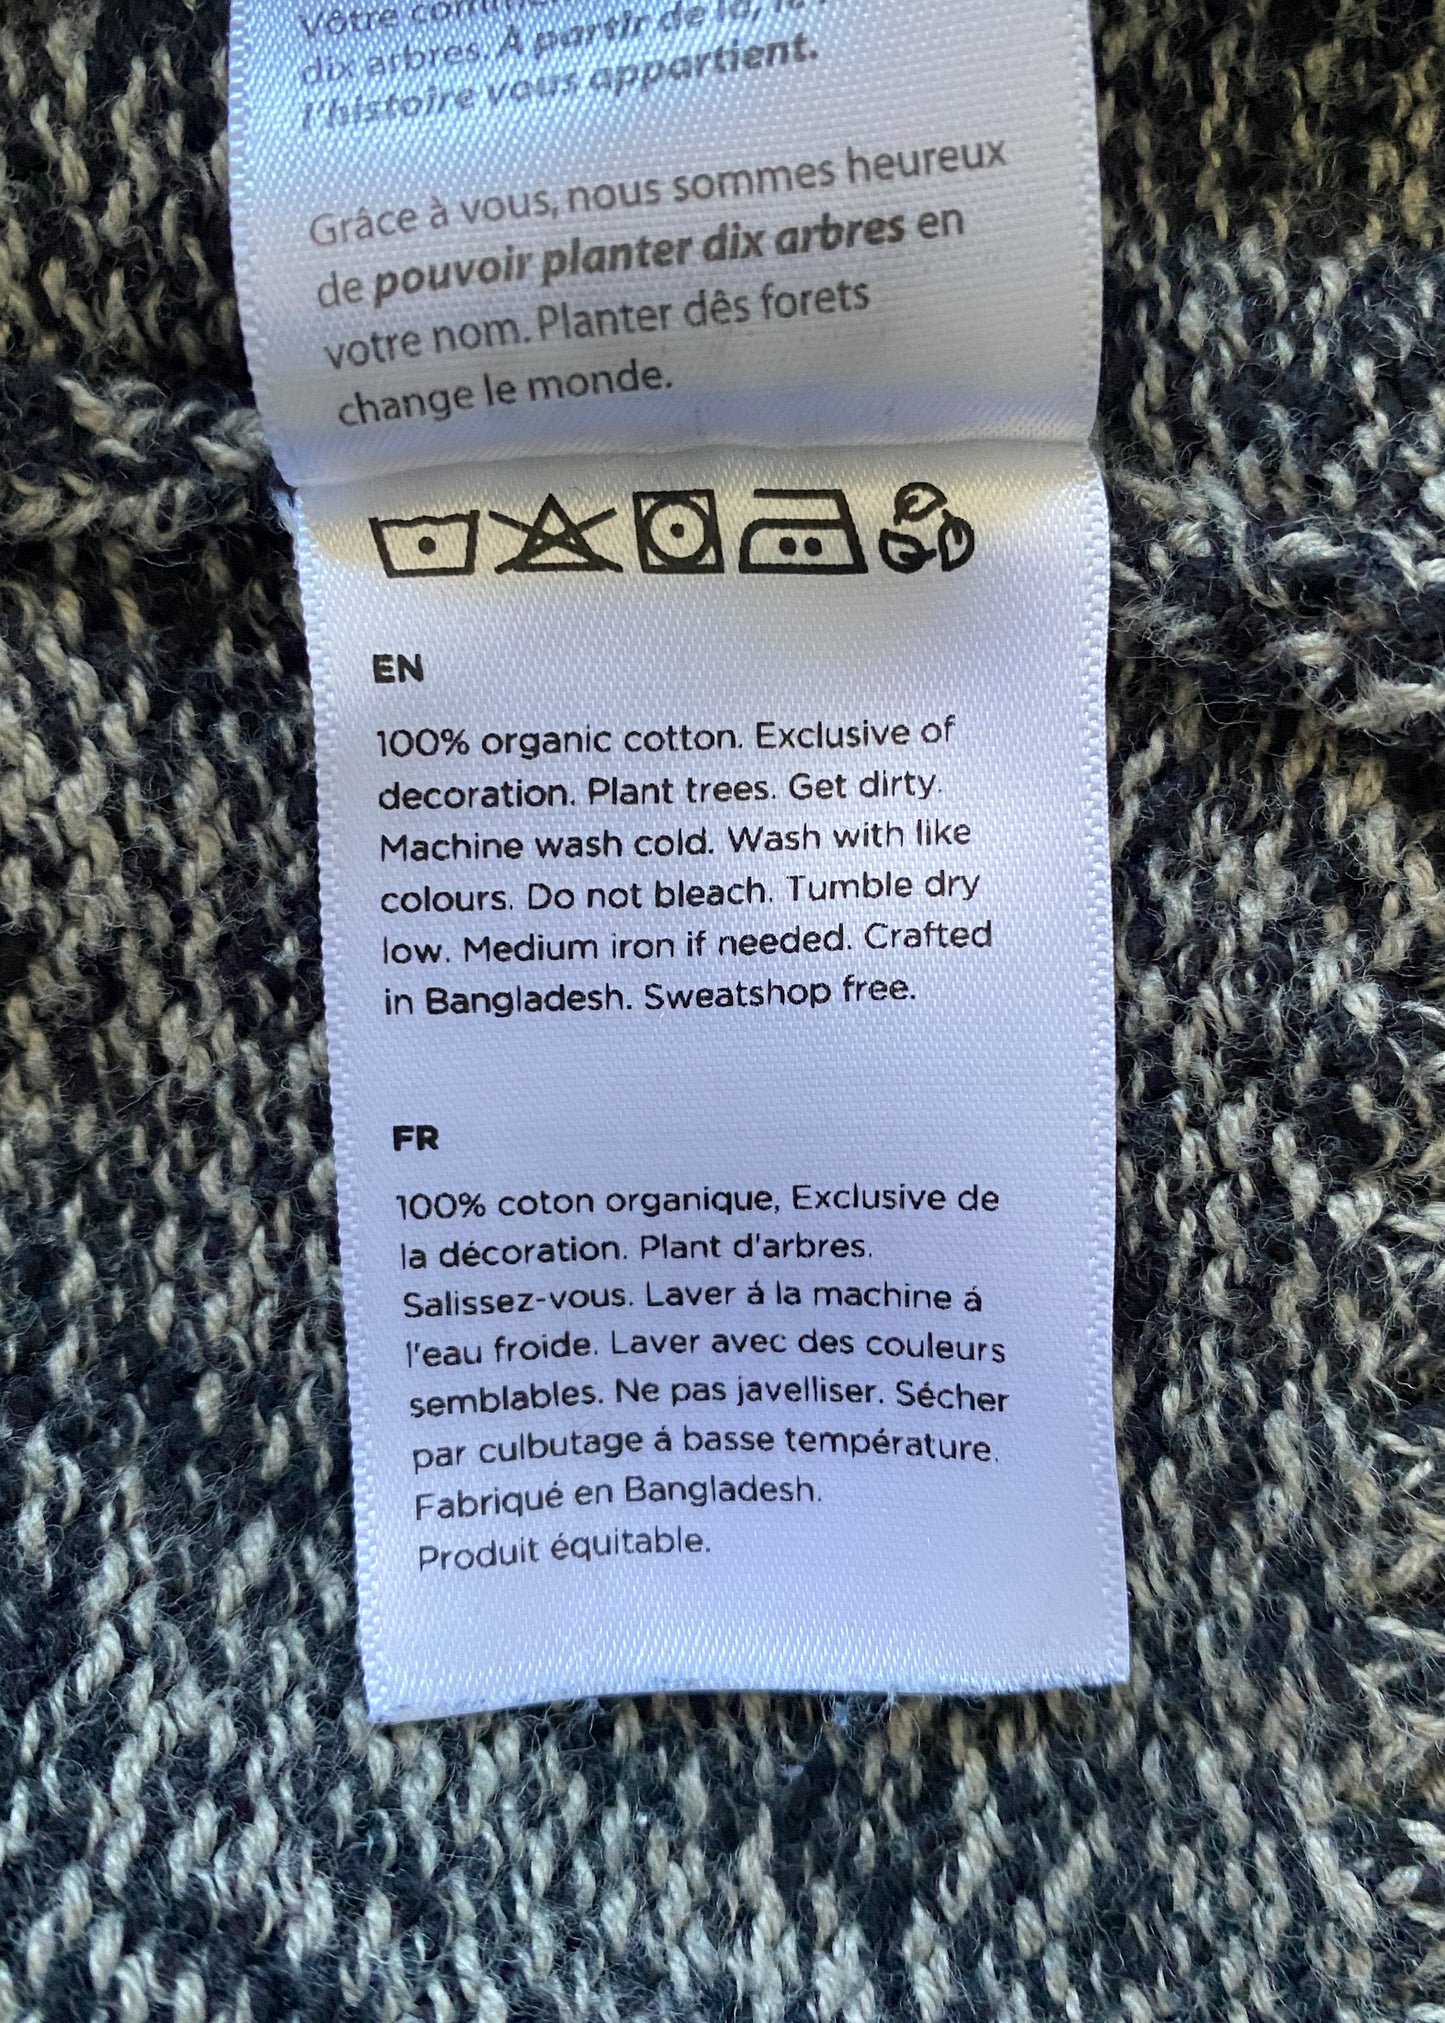 Vôtre
dix arbres. À partir de là,
l'histoire vous appartient.
Grâce à vous, nous sommes heureux
de pouvoir planter dix arbres en
votre nom. Planter dês forets
change le monde.
EN
100% organic cotton. Exclusive of
decoration. Plant trees. Get dirty.
Machine wash cold. Wash with like
colours. Do not bleach. Tumble dry
low. Medium iron if needed. Crafted
in Bangladesh. Sweatshop free.
FR
100% coton organique, Exclusive de
la décoration. Plant d'arbres.
Salissez-vous. Laver á la machine á
l'eau froide. Laver avec des couleurs
semblables. Ne pas javelliser. Sécher
par culbutage á basse température.
Fabriqué en Bangladesh.
Produit équitable.